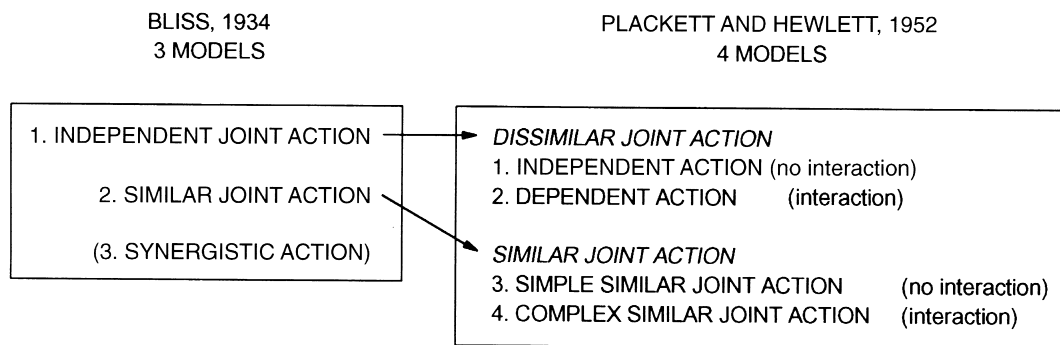 BLISS, 1934
3 MODELS
PLACKETT AND HEWLETT, 1952
4 MODELS
1. INDEPENDENT JOINT ACTION
2. SIMILAR JOINT ACTION
(3. SYNERGISTIC ACTION)
DISSIMILAR JOINT ACTION
1. INDEPENDENT ACTION (no interaction)
2. DEPENDENT ACTION (interaction)
SIMILAR JOINT ACTION
3. SIMPLE SIMILAR JOINT ACTION (no interaction)
4. COMPLEX SIMILAR JOINT ACTION (interaction)